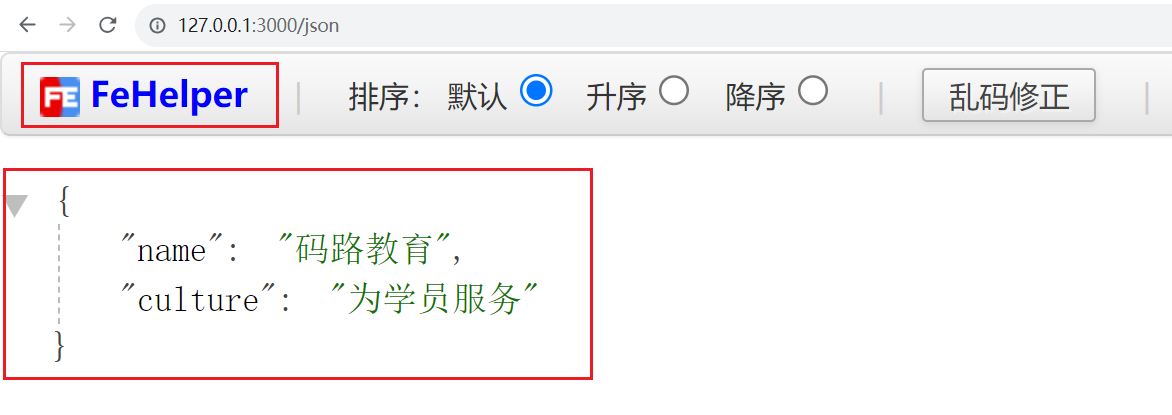 127.0.0.1:3000/json
FE FeHelper | 排序： 默认 升序 降序 | 乱码修正 |
{
"name": "码路教育",
"culture": "为学员服务"
}